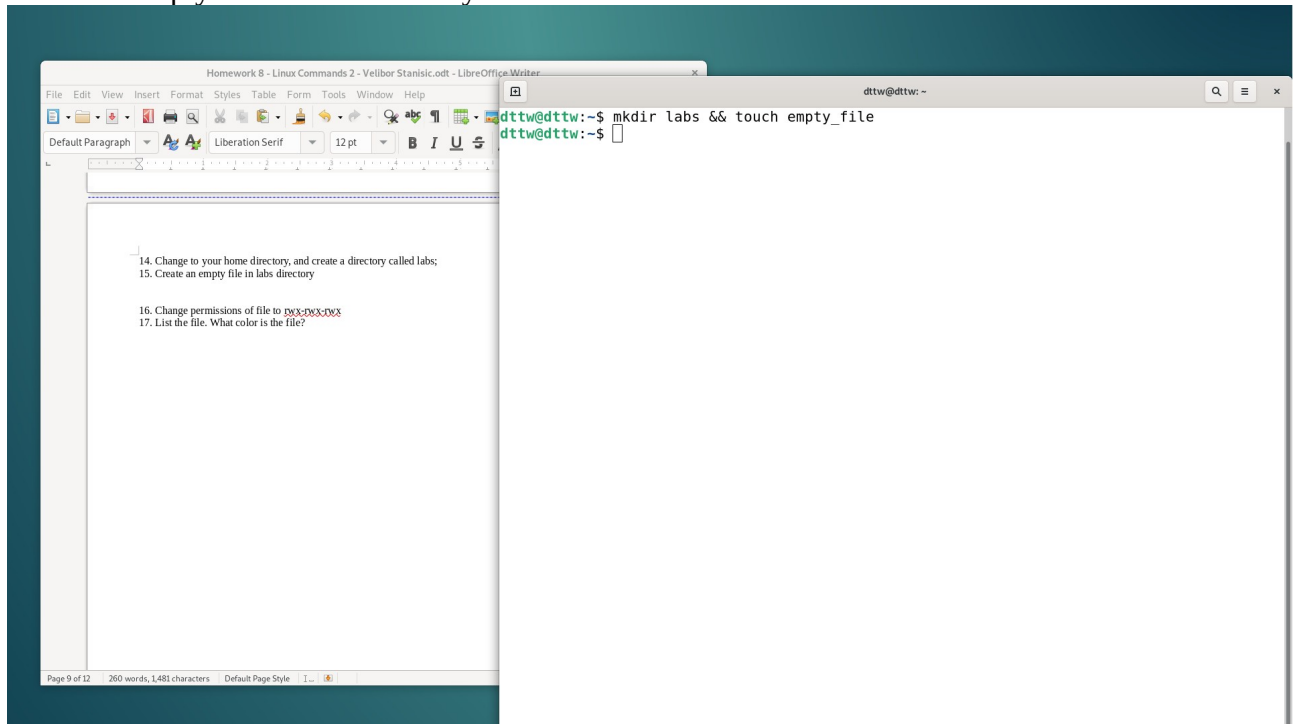 Homework 8 - Linux Commands 2 - Velibor Stanisic.odt - LibreOffice Writer
File Edit View Insert Format Styles Table Form Tools Window Help
Default Paragraph Liberation Serif 12 pt B I U S
14. Change to your home directory, and create a directory called labs;
15. Create an empty file in labs directory
16. Change permissions of file to rwx-rwx-rwx
17. List the file. What color is the file?
Page 9 of 12 260 words, 1,481 characters Default Page Style
dttw@dttw: ~
dttw@dttw:~$ mkdir labs && touch empty_file
dttw@dttw:~$